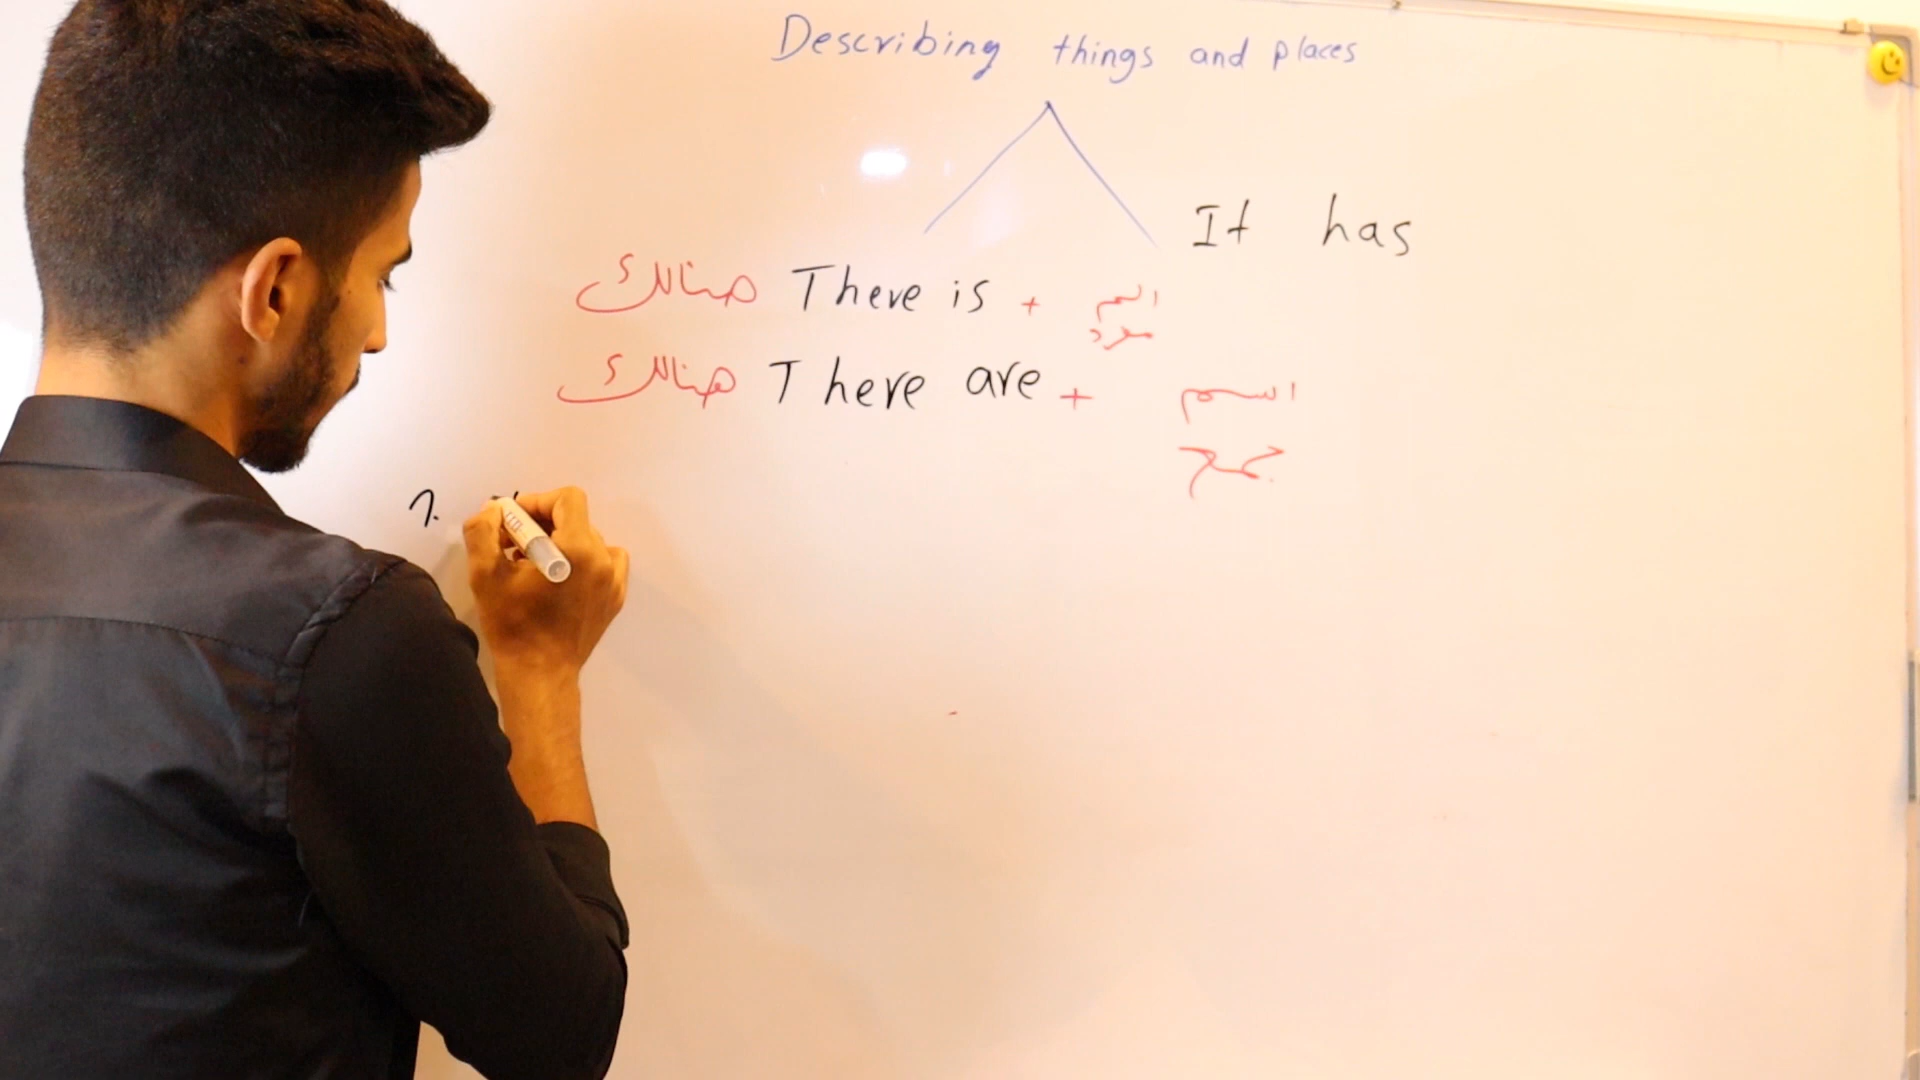 Describing things and places
It has
هنالك There is + اسم
مفرد
هنالك There are + اسم
جمع
1.